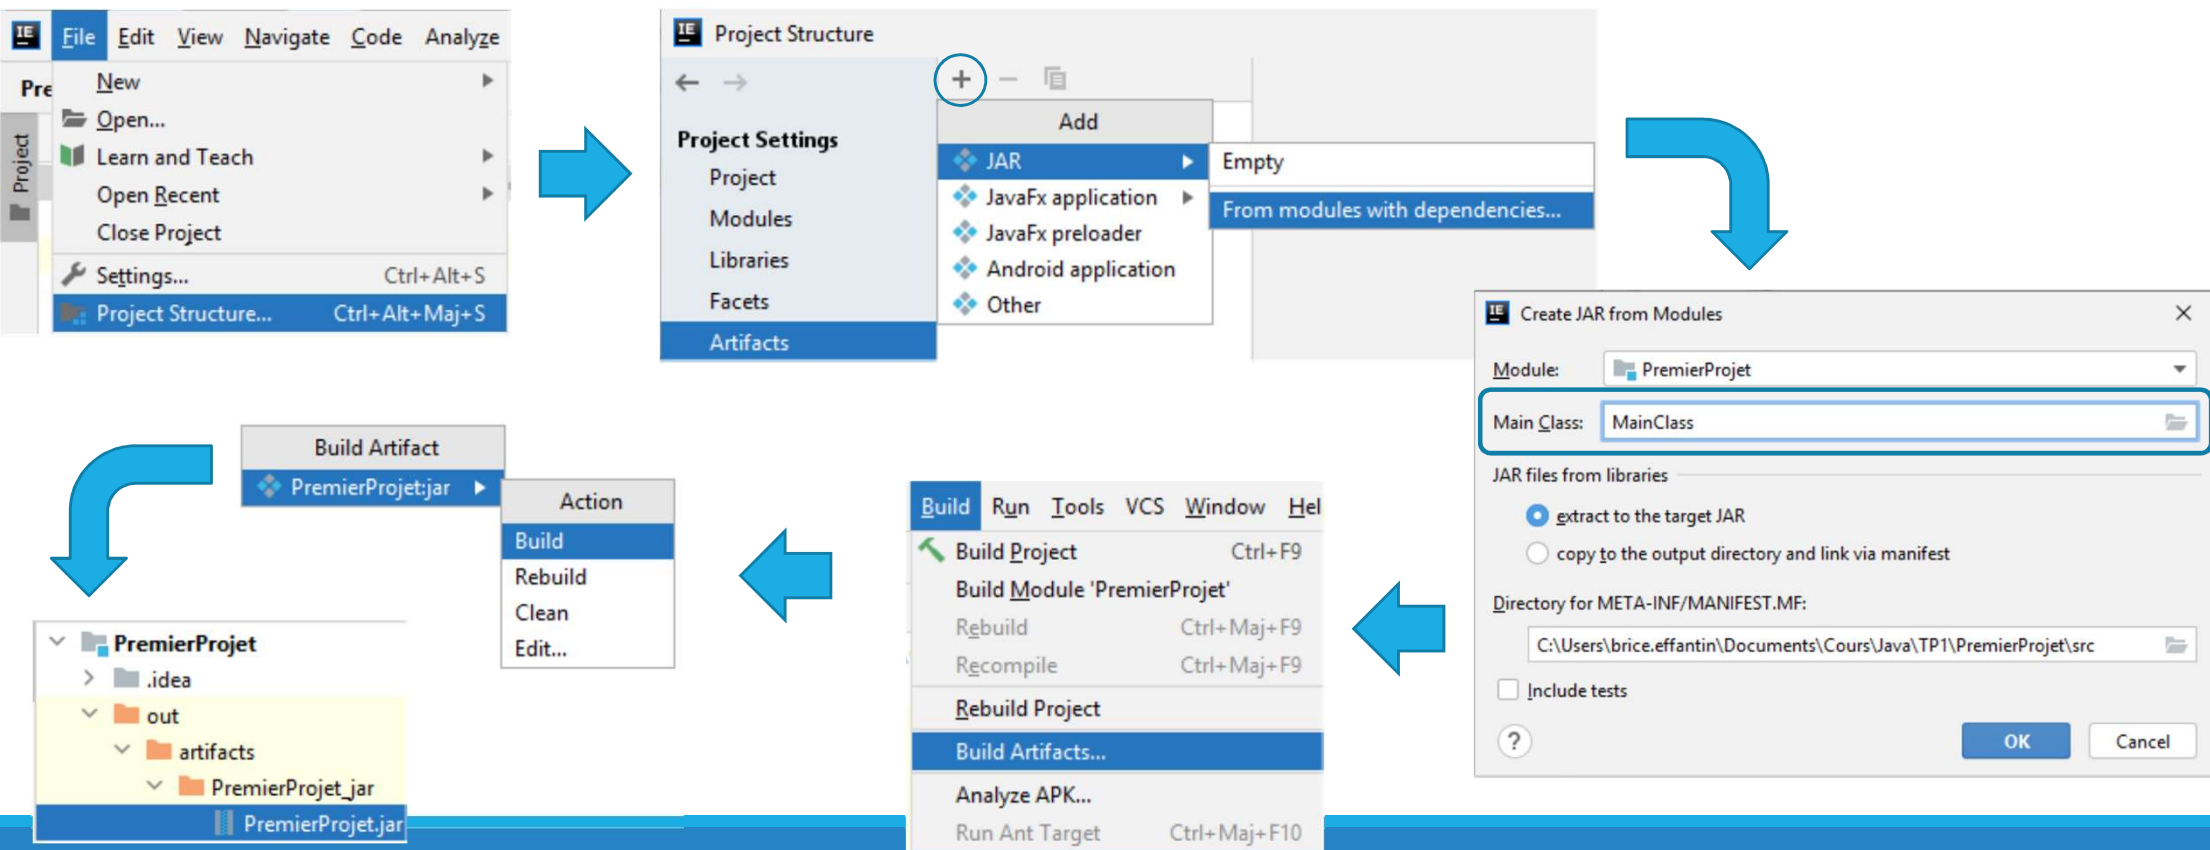 IE File Edit View Navigate Code Analyze
Pre
Project
New
Open...
Learn and Teach
Open Recent
Close Project
Settings... Ctrl+Alt+S
Project Structure... Ctrl+Alt+Maj+S
IE Project Structure
Project Settings
Project
Modules
Libraries
Facets
Artifacts
Add
JAR
JavaFx application
JavaFx preloader
Android application
Other
Empty
From modules with dependencies...
IE Create JAR from Modules
Module: PremierProjet
Main Class: MainClass
JAR files from libraries
extract to the target JAR
copy to the output directory and link via manifest
Directory for META-INF/MANIFEST.MF:
C:\Users\brice.effantin\Documents\Cours\Java\TP1\PremierProjet\src
Include tests
? OK Cancel
Build Run Tools VCS Window Hel
Build Project Ctrl+F9
Build Module 'PremierProjet'
Rebuild Ctrl+Maj+F9
Recompile Ctrl+Maj+F9
Rebuild Project
Build Artifacts...
Analyze APK...
Run Ant Target Ctrl+Maj+F10
Build Artifact
PremierProjet:jar
Action
Build
Rebuild
Clean
Edit...
PremierProjet
.idea
out
artifacts
PremierProjet_jar
PremierProjet.jar